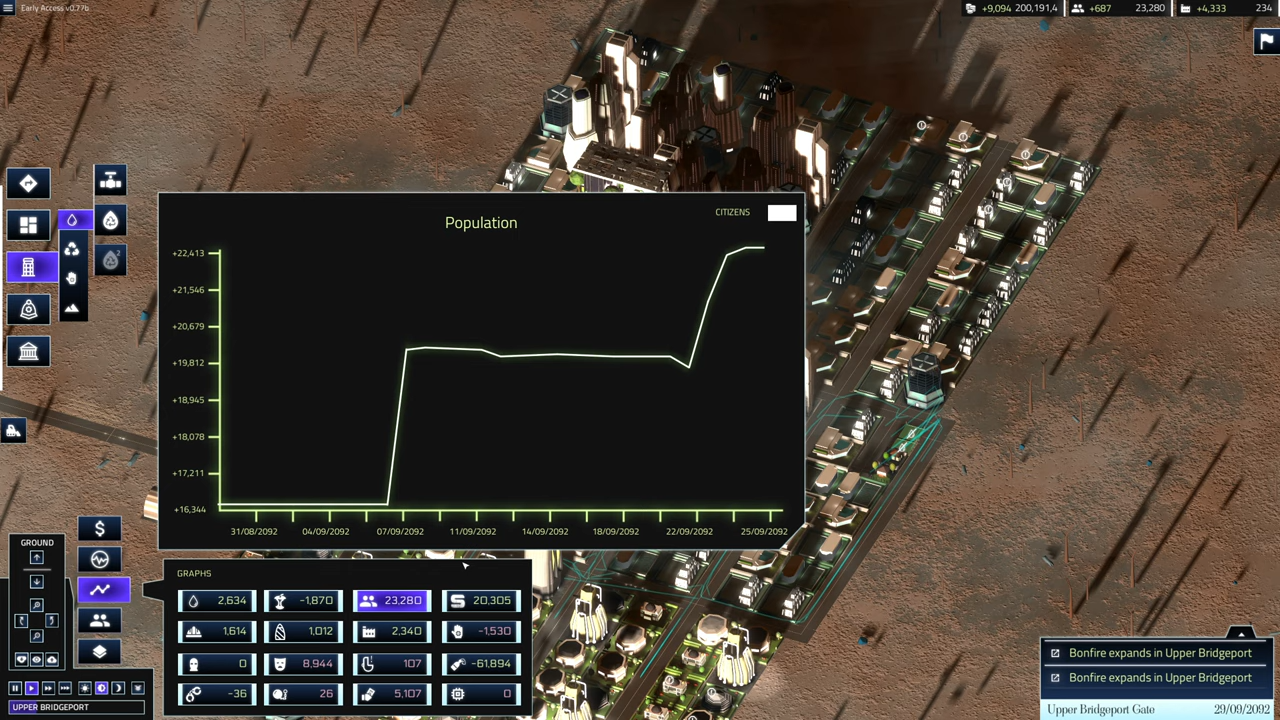 Early Access v0.77b
+9,094 200,191,4
+687 23,280
+4,333 234
CITIZENS
Population
+22,413
+21,546
+20,679
+19,812
+18,945
+18,078
+17,211
+16,344
31/08/2092 04/09/2092 07/09/2092 11/09/2092 14/09/2092 18/09/2092 22/09/2092 25/09/2092
GROUND
GRAPHS
2,634 -1,870 23,280 20,305
1,614 1,012 2,340 -1,530
0 8,944 107 -61,894
-36 26 5,107 0
UPPER BRIDGEPORT
Bonfire expands in Upper Bridgeport
Bonfire expands in Upper Bridgeport
Upper Bridgeport Gate 29/09/2092